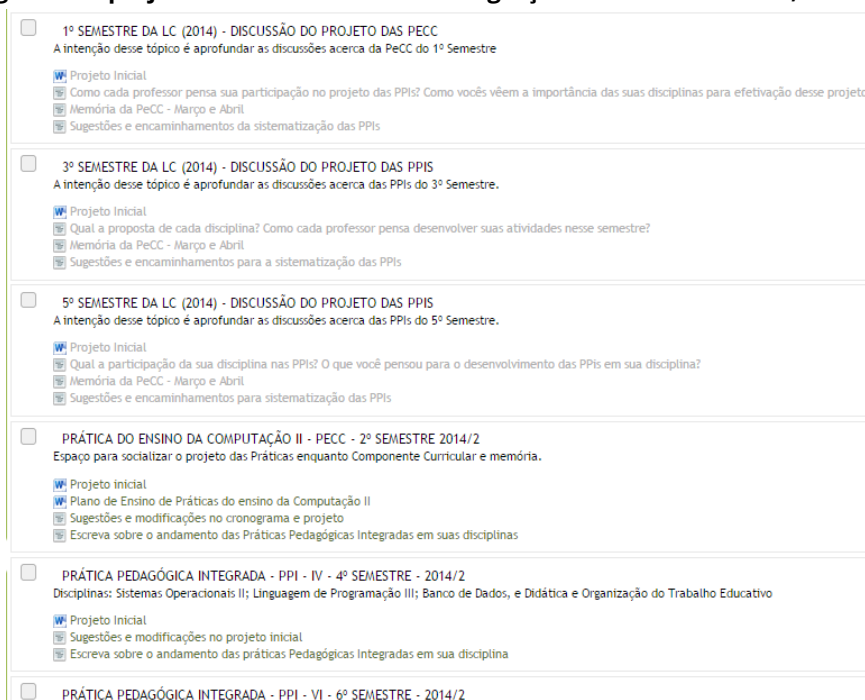 1º SEMESTRE DA LC (2014) - DISCUSSÃO DO PROJETO DAS PECC
A intenção desse tópico é aprofundar as discussões acerca da PeCC do 1º Semestre
Projeto Inicial
Como cada professor pensa sua participação no projeto das PPIs? Como vocês vêem a importância das suas disciplinas para efetivação desse projeto
Memória da PeCC - Março e Abril
Sugestões e encaminhamentos da sistematização das PPIs
3º SEMESTRE DA LC (2014) - DISCUSSÃO DO PROJETO DAS PPIS
A intenção desse tópico é aprofundar as discussões acerca das PPIs do 3º Semestre.
Projeto Inicial
Qual a proposta de cada disciplina? Como cada professor pensa desenvolver suas atividades nesse semestre?
Memória da PeCC - Março e Abril
Sugestões e encaminhamentos para a sistematização das PPIs
5º SEMESTRE DA LC (2014) - DISCUSSÃO DO PROJETO DAS PPIS
A intenção desse tópico é aprofundar as discussões acerca das PPIs do 5º Semestre.
Projeto Inicial
Qual a participação da sua disciplina nas PPIs? O que você pensou para o desenvolvimento das PPIs em sua disciplina?
Memória da PeCC - Março e Abril
Sugestões e encaminhamentos para sistematização das PPIs
PRÁTICA DO ENSINO DA COMPUTAÇÃO II - PECC - 2º SEMESTRE 2014/2
Espaço para socializar o projeto das Práticas enquanto Componente Curricular e memória.
Projeto inicial
Plano de Ensino de Práticas do ensino da Computação II
Sugestões e modificações no cronograma e projeto
Escreva sobre o andamento das Práticas Pedagógicas Integradas em suas disciplinas
PRÁTICA PEDAGÓGICA INTEGRADA - PPI - IV - 4º SEMESTRE - 2014/2
Disciplinas: Sistemas Operacionais II; Linguagem de Programação III; Banco de Dados, e Didática e Organização do Trabalho Educativo
Projeto Inicial
Sugestões e modificações no projeto inicial
Escreva sobre o andamento das práticas Pedagógicas Integradas em sua disciplina
PRÁTICA PEDAGÓGICA INTEGRADA - PPI - VI - 6º SEMESTRE - 2014/2